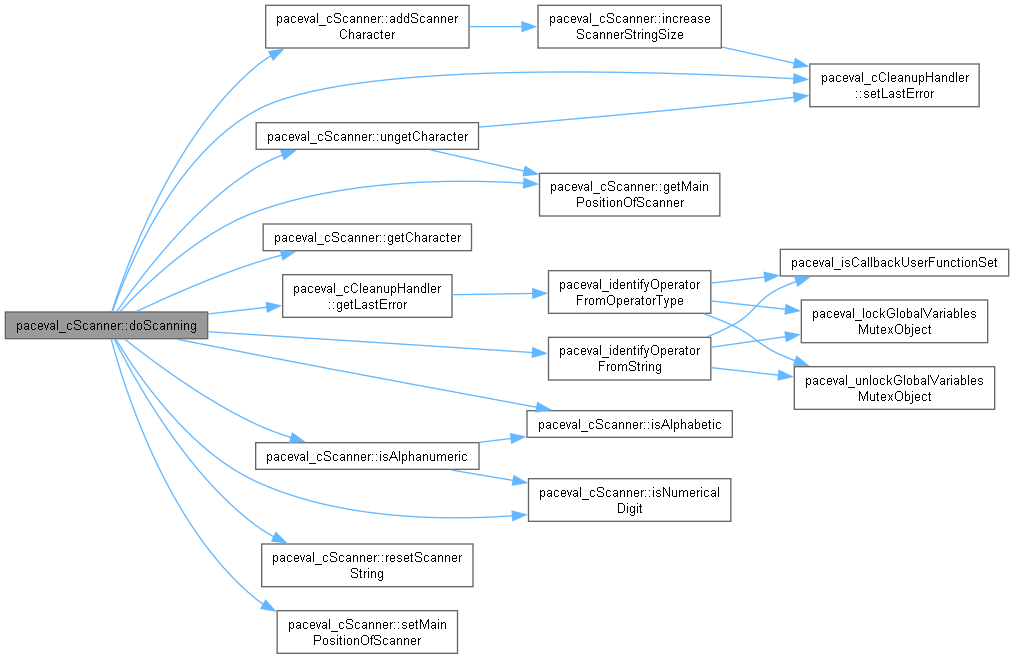 paceval_cScanner::addScanner
Character
paceval_cScanner::increase
ScannerStringSize
paceval_cCleanupHandler
::setLastError
paceval_cScanner::ungetCharacter
paceval_cScanner::getMain
PositionOfScanner
paceval_cScanner::getCharacter
paceval_cCleanupHandler
::getLastError
paceval_identifyOperator
FromOperatorType
paceval_isCallbackUserFunctionSet
paceval_lockGlobalVariables
MutexObject
paceval_cScanner::doScanning
paceval_identifyOperator
FromString
paceval_unlockGlobalVariables
MutexObject
paceval_cScanner::isAlphabetic
paceval_cScanner::isAlphanumeric
paceval_cScanner::isNumerical
Digit
paceval_cScanner::resetScanner
String
paceval_cScanner::setMain
PositionOfScanner